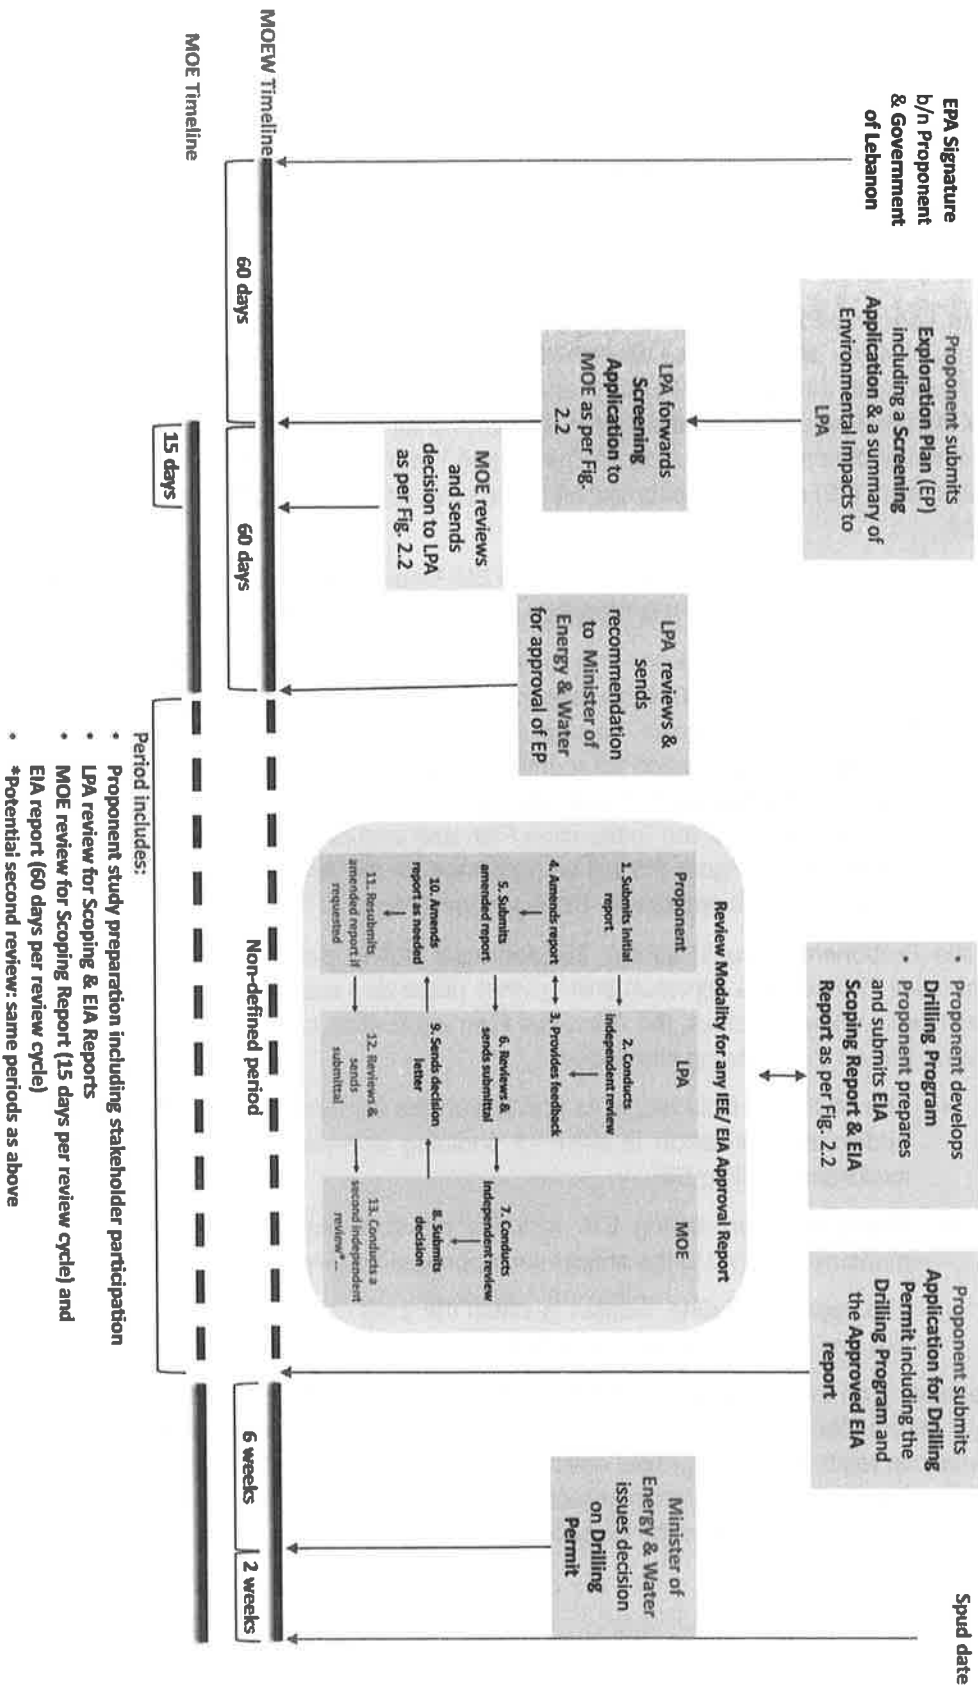 EPA Signature
b/n Proponent
& Government
of Lebanon
Proponent submits
Exploration Plan (EP)
including a Screening
Application & a summary of
Environmental Impacts to
LPA
LPA forwards
Screening
Application to
MOE as per Fig.
2.2
MOE reviews
and sends
decision to LPA
as per Fig. 2.2
LPA reviews &
sends
recommendation
to Minister of
Energy & Water
for approval of EP
• Proponent develops
Drilling Program
• Proponent prepares
and submits EIA
Scoping Report & EIA
Report as per Fig. 2.2
Review Modality for any IEE/ EIA Approval Report
Proponent
LPA
MOE
1. Submits Initial
report
2. Conducts
independent review
4. Amends report
3. Provides feedback
5. Submits
amended report
6. Reviews &
sends submittal
7. Conducts
Independent review
10. Amends
report as needed
9. Sends decision
letter
8. Submits
decision
11. Resubmits
amended report if
requested
12. Reviews &
sends
submittal
13. Conducts a
second independent
review*
Proponent submits
Application for Drilling
Permit including the
Drilling Program and
the Approved EIA
report
Minister of
Energy & Water
issues decision
on Drilling
Permit
Spud date
MOEW Timeline
60 days
60 days
Non-defined period
6 weeks
2 weeks
MOE Timeline
15 days
Period includes:
• Proponent study preparation including stakeholder participation
• LPA review for Scoping & EIA Reports
• MOE review for Scoping Report (15 days per review cycle) and
EIA report (60 days per review cycle)
• *Potential second review: same periods as above